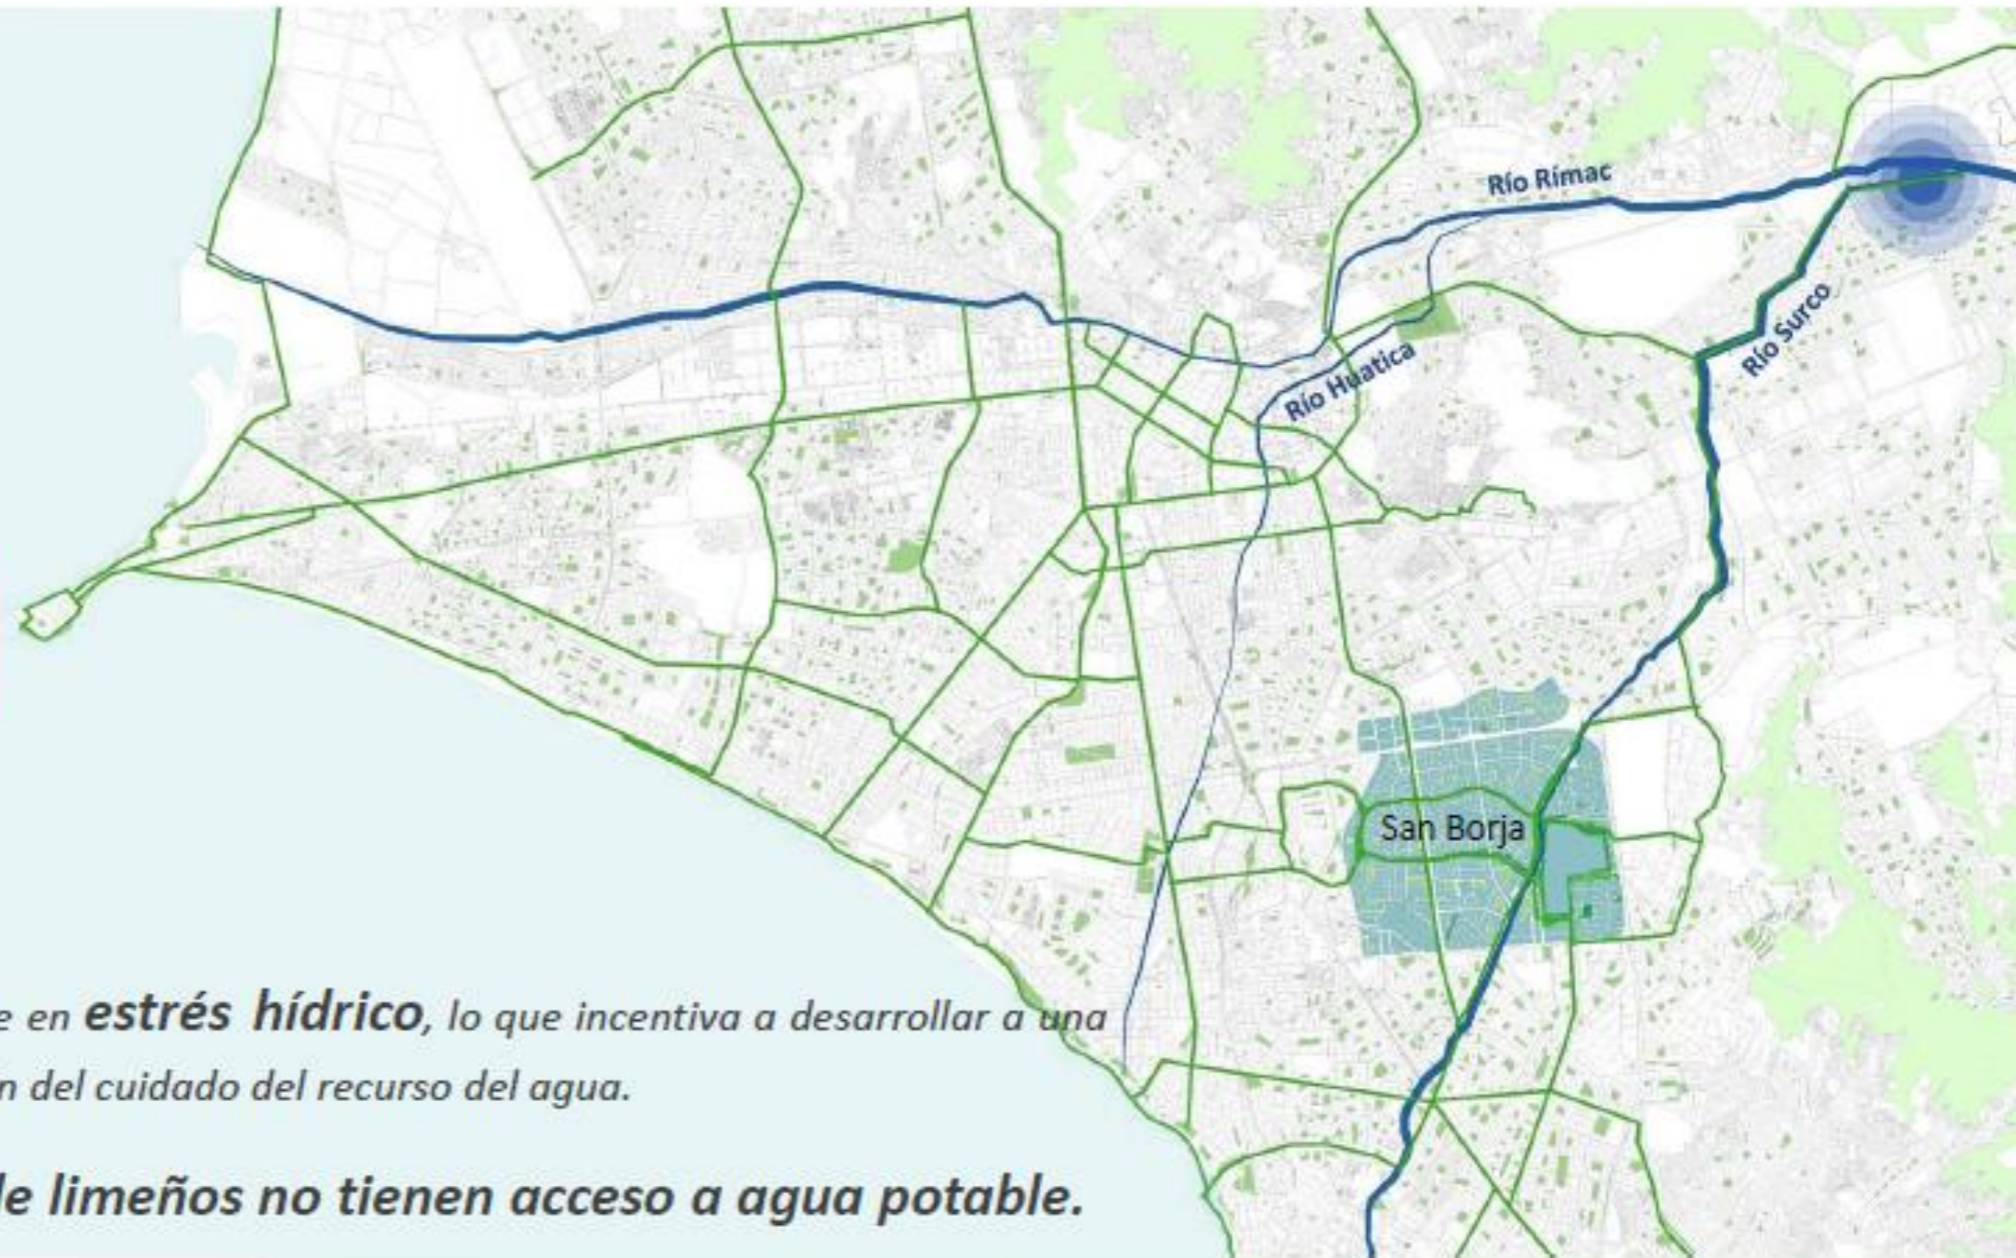 Río Rímac
Río Surco
Río Huatica
San Borja
e en estrés hídrico, lo que incentiva a desarrollar a una
n del cuidado del recurso del agua.
de limeños no tienen acceso a agua potable.